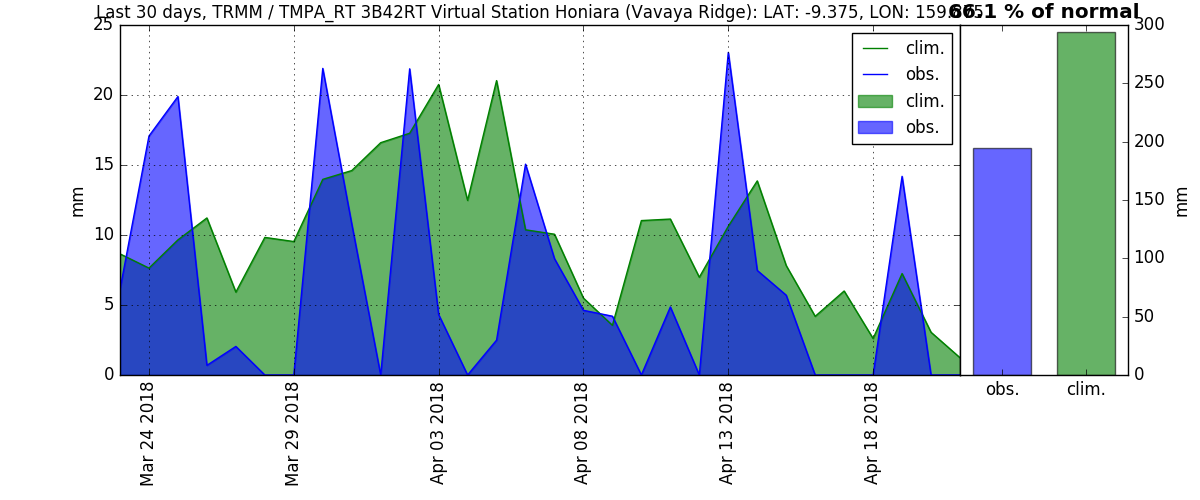 Last 30 days, TRMM / TMPA_RT 3B42RT Virtual Station Honiara (Vavaya Ridge): LAT: -9.375, LON: 159
66.1 % of normal
25
20
15
10
5
0
mm
clim.
obs.
clim.
obs.
300
250
200
150
100
50
0
mm
obs.
clim.
Mar 24 2018
Mar 29 2018
Apr 03 2018
Apr 08 2018
Apr 13 2018
Apr 18 2018